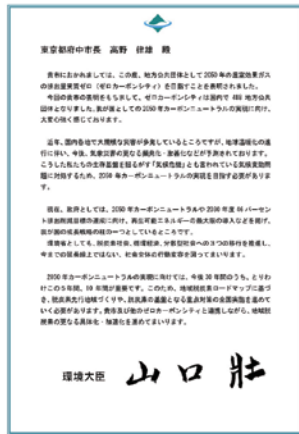 東京都府中市長 高野 律雄 殿
貴市におかれましては、この度、地方公共団体として2050年の温室効果ガス
の排出量実質ゼロ(ゼロカーボンシティ)を目指すことを表明されました。
今回の貴市の表明をもちまして、ゼロカーボンシティは国内で 地方公共
団体となりました。我が国としての2050年カーボンニュートラルの実現に向け、
大変心強く感じております。
近年、国内各地で大規模な災害が多発しているところですが、地球温暖化の進
行に伴い、今後、気象災害の更なる頻発化・激甚化などが予測されております。
こうした私たちの生存基盤を揺るがす「気候危機」とも言われている気候変動問
題に対処するため、2050年カーボンニュートラルの実現を目指す必要がありま
す。
現在、政府としては、2050年カーボンニュートラルや2030年度46パーセン
ト排出削減目標の達成に向け、再生可能エネルギーの最大限の導入などを掲げ、
我が国の成長戦略の柱の一つとしているところです。
環境省としても、脱炭素社会、循環経済、分散型社会への3つの移行を推進し、
今までの延長線上ではない、社会全体の行動変容を図ってまいります。
2050年カーボンニュートラルの実現に向けては、今後30年間のうち、とりわ
けこの5年間、10年間が重要です。このため、地域脱炭素ロードマップに基づ
き、脱炭素先行地域づくりや、脱炭素の基盤となる重点対策の全国実施を進めて
いく必要があります。貴市及び他のゼロカーボンシティと連携しながら、地域脱
炭素の更なる具体化・加速化を進めてまいります。
環境大臣 山口 壯